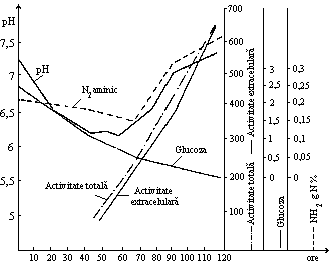 pH
7,5
7
6,5
6
5,5
5
pH
N2 aminic
Glucoza
Activitate totală
Activitate
extracelulară
10 20 30 40 50 60 70 80 90 100 110 120
700
600
500
400
300
200
100
Activitate totală
Activitate extracelulară
3
2,5
2
1,5
1
0,5
0
Glucoza
0,3
0,25
0,2
0,15
0,1
0,05
0
NH2 g N%
ore